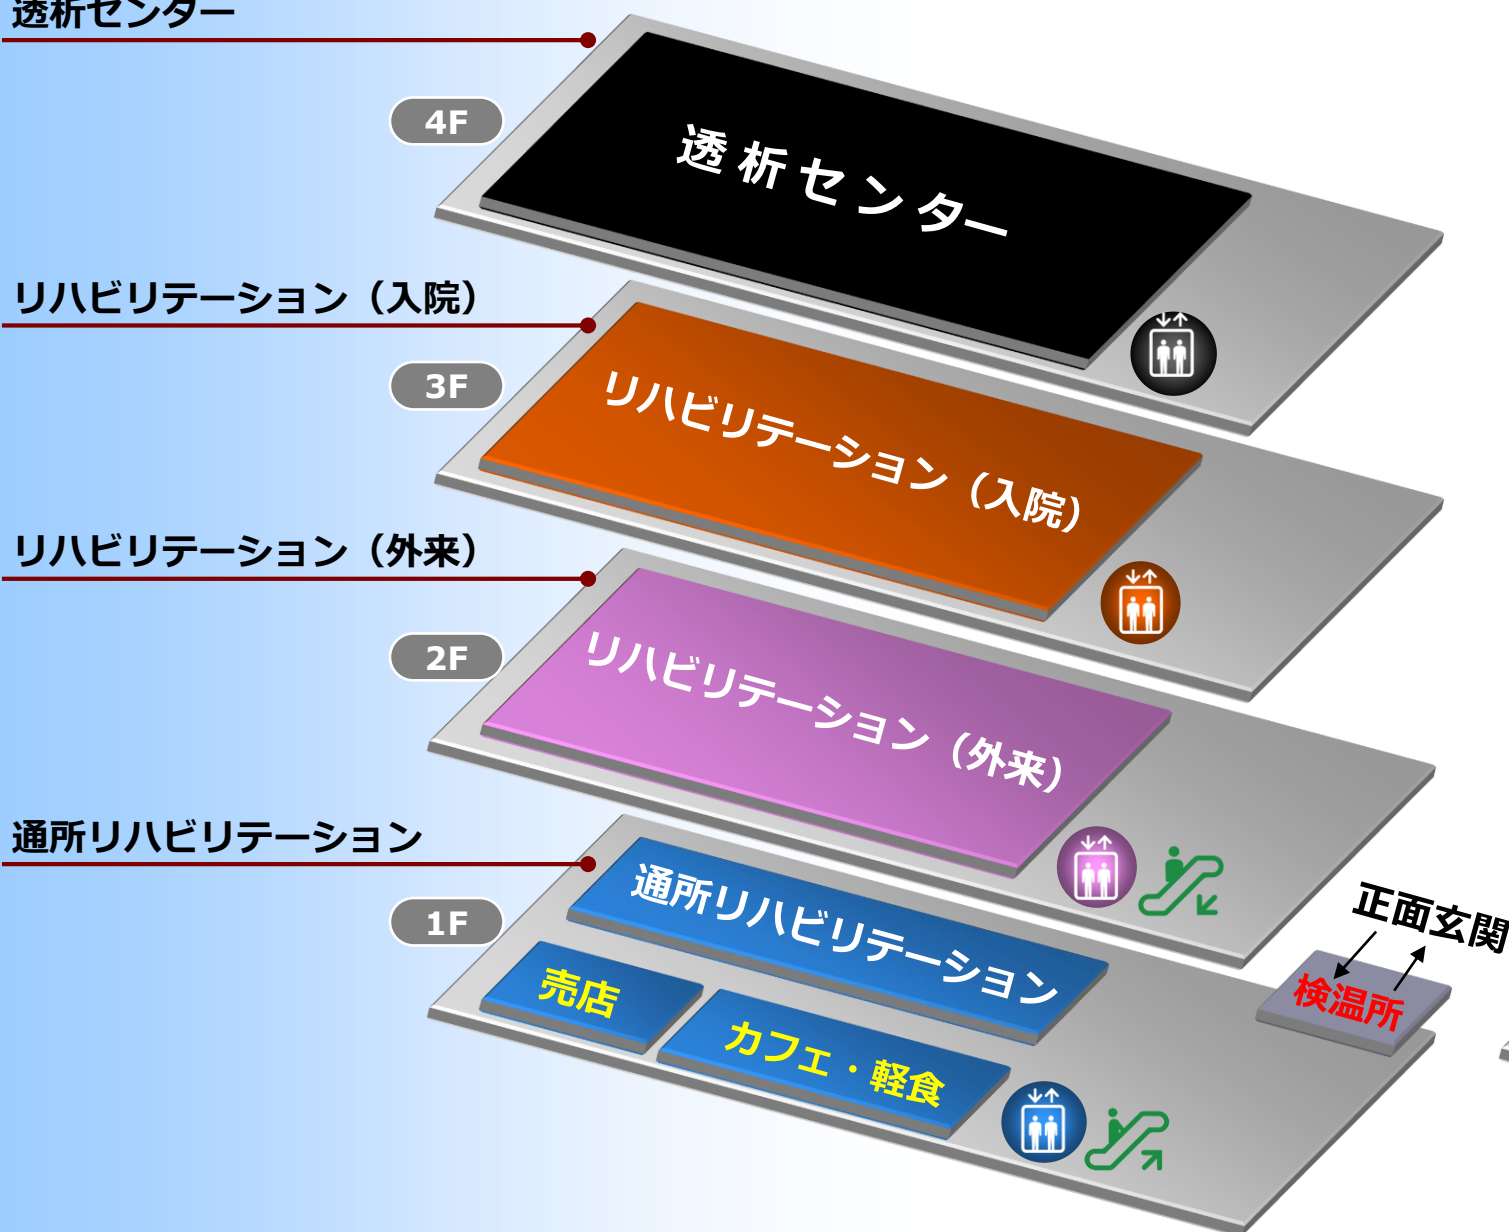 透析センター
4F
透析センター
リハビリテーション（入院）
3F
リハビリテーション（入院）
リハビリテーション（外来）
2F
リハビリテーション（外来）
通所リハビリテーション
1F
通所リハビリテーション
正面玄関
検温所
売店
カフェ・軽食